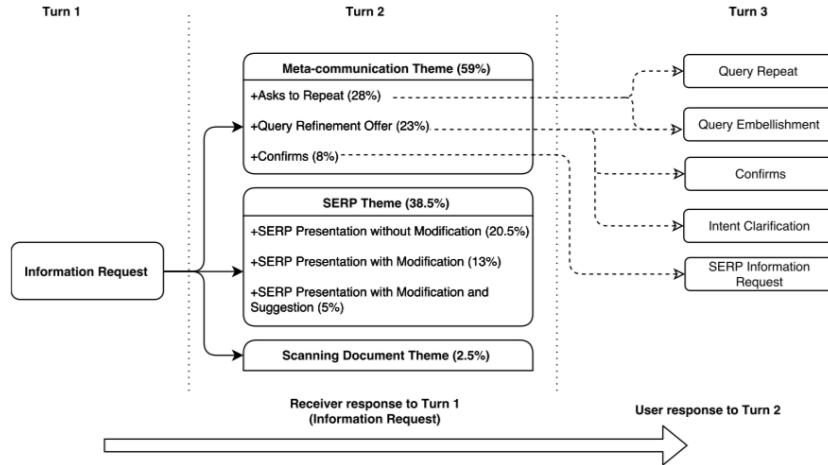 Turn 1
Turn 2
Turn 3
Meta-communication Theme (59%)
+Asks to Repeat (28%)
+Query Refinement Offer (23%)
+Confirms (8%)
SERP Theme (38.5%)
+SERP Presentation without Modification (20.5%)
+SERP Presentation with Modification (13%)
+SERP Presentation with Modification and
Suggestion (5%)
Scanning Document Theme (2.5%)
Information Request
Query Repeat
Query Embellishment
Confirms
Intent Clarification
SERP Information
Request
Receiver response to Turn 1
(Information Request)
User response to Turn 2